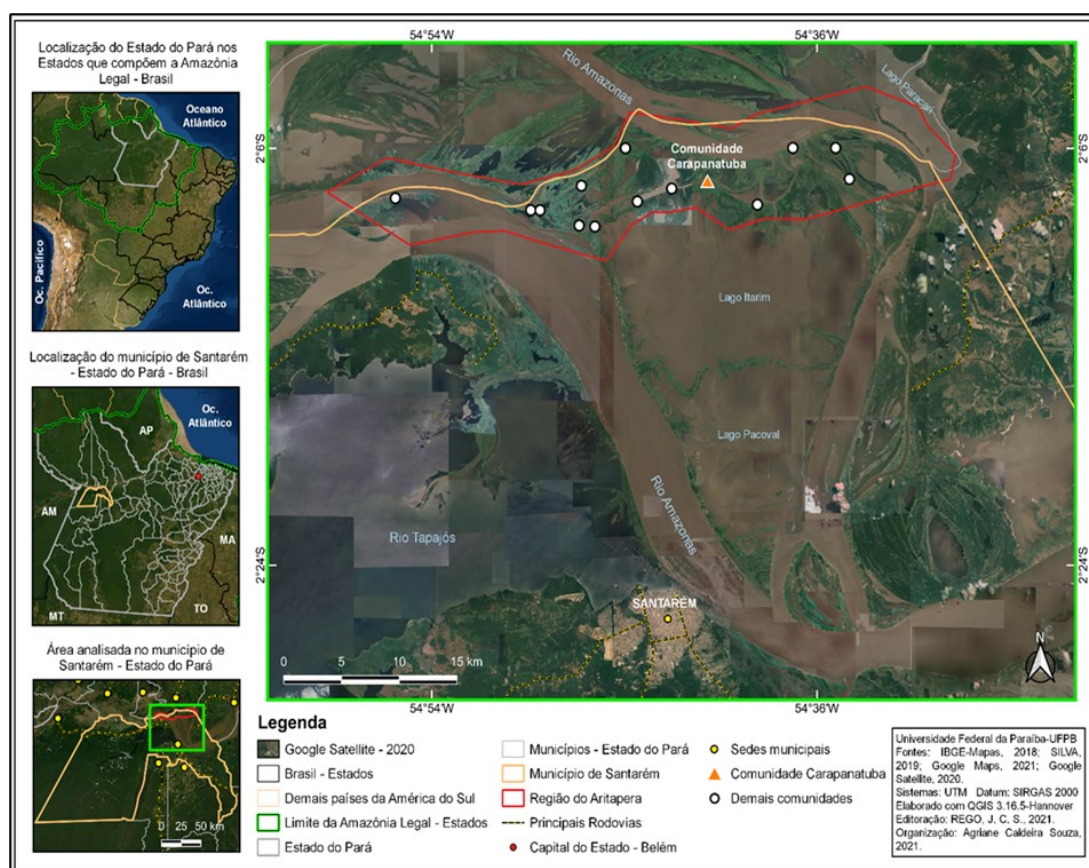 Localização do Estado do Pará nos
Estados que compõem a Amazônia
Legal - Brasil
Oceano
Atlântico
Oc. Pacífico
Oc.
Atlântico
Localização do município de Santarém
- Estado do Pará - Brasil
Oc.
Atlântico
AP
AM
MA
MT
TO
Área analisada no município de
Santarém - Estado do Pará
0 25 50 km
54°54'W
54°36'W
2°6'S
2°6'S
Rio Amazonas
Lago Paracari
Comunidade
Carapanatuba
Lago Itarim
Lago Pacoval
Rio Tapajós
Rio Amazonas
2°24'S
2°24'S
SANTARÉM
0 5 10 15 km
N
54°54'W
54°36'W
Legenda
Google Satellite - 2020
Brasil - Estados
Demais países da América do Sul
Limite da Amazônia Legal - Estados
Estado do Pará
Municípios - Estado do Pará
Município de Santarém
Região do Aritapera
Principais Rodovias
Capital do Estado - Belém
Sedes municipais
Comunidade Carapanatuba
Demais comunidades
Universidade Federal da Paraíba-UFPB
Fontes: IBGE-Mapas, 2018; SILVA,
2019; Google Maps, 2021; Google
Satellite, 2020.
Sistemas: UTM Datum: SIRGAS 2000
Elaborado com QGIS 3.16.5-Hannover
Editoração: REGO, J. C. S., 2021.
Organização: Agriane Caldeira Souza,
2021.